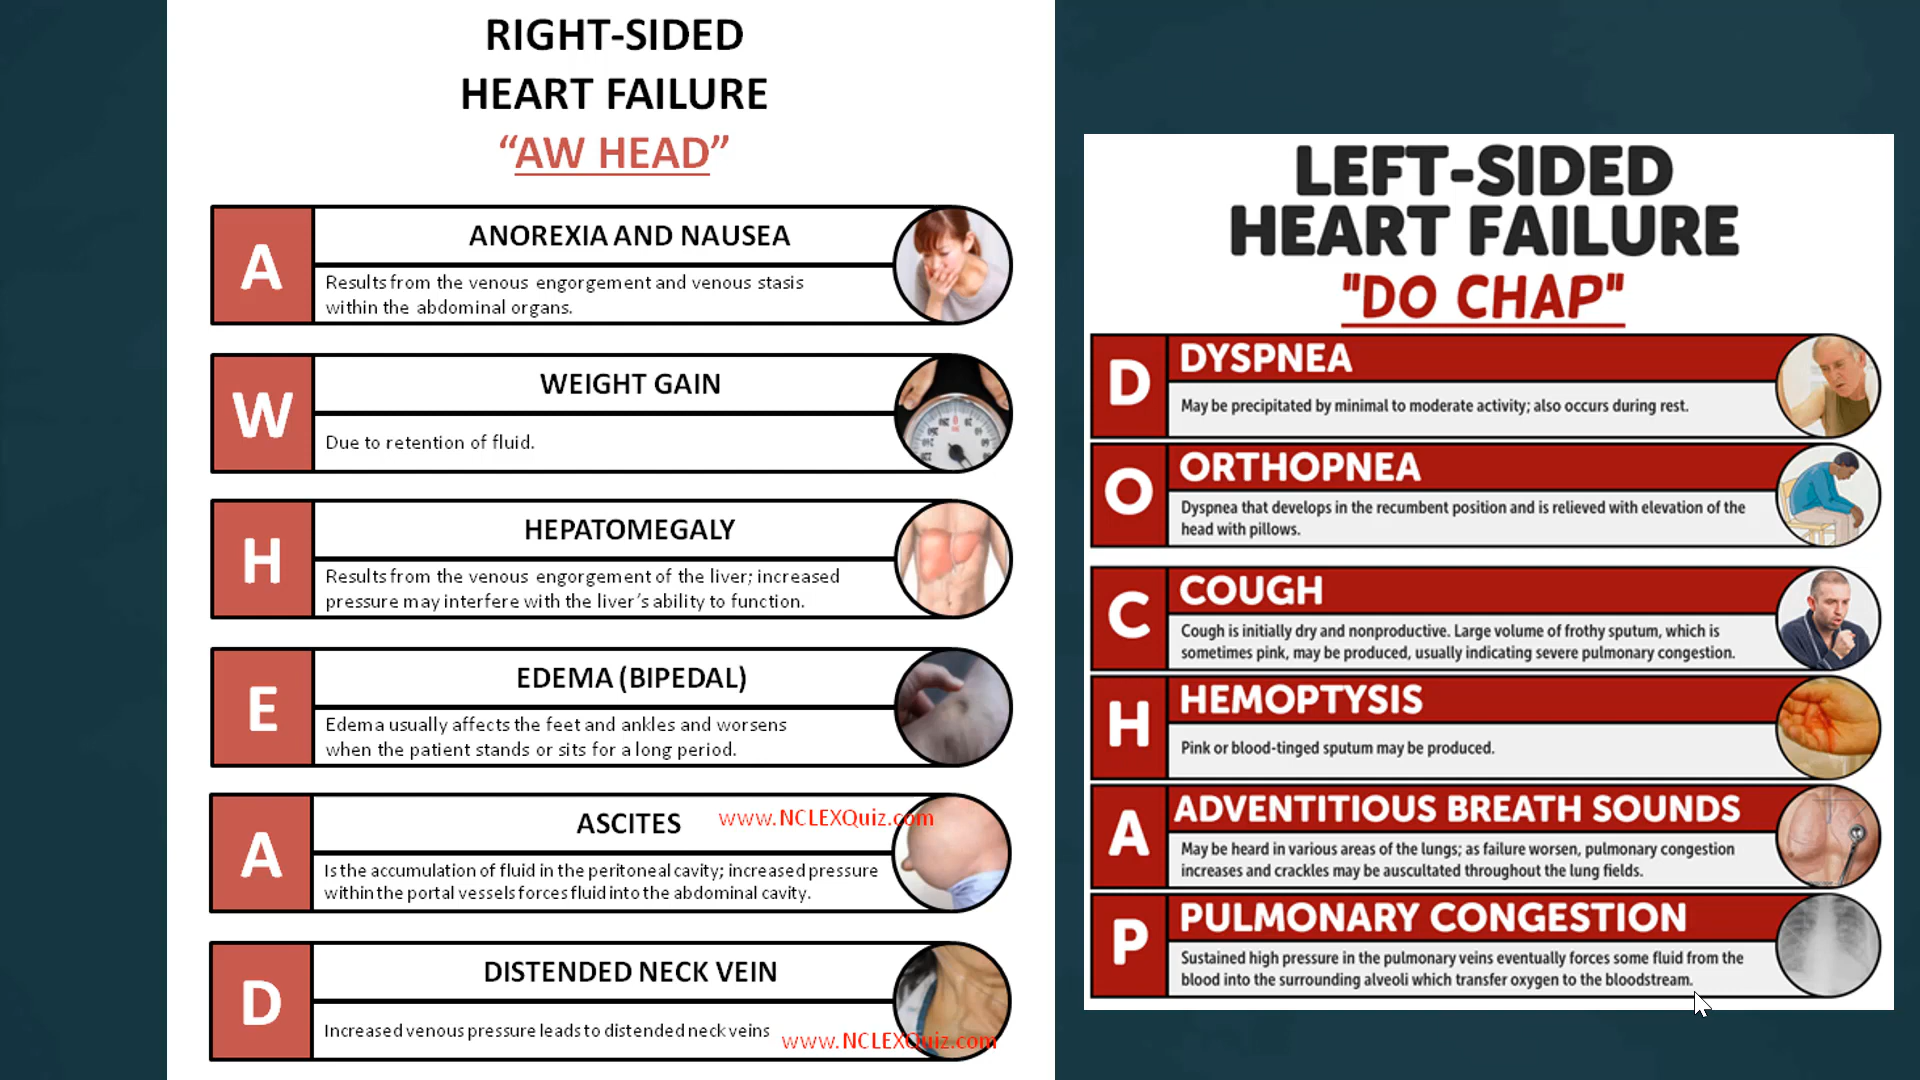 RIGHT-SIDED
HEART FAILURE
“AW HEAD”
A
ANOREXIA AND NAUSEA
Results from the venous engorgement and venous stasis
within the abdominal organs.
W
WEIGHT GAIN
Due to retention of fluid.
H
HEPATOMEGALY
Results from the venous engorgement of the liver; increased
pressure may interfere with the liver’s ability to function.
E
EDEMA (BIPEDAL)
Edema usually affects the feet and ankles and worsens
when the patient stands or sits for a long period.
A
ASCITES
www.NCLEXQuiz.com
Is the accumulation of fluid in the peritoneal cavity; increased pressure
within the portal vessels forces fluid into the abdominal cavity.
D
DISTENDED NECK VEIN
Increased venous pressure leads to distended neck veins
www.NCLEXQuiz.com
LEFT-SIDED
HEART FAILURE
"DO CHAP"
D
DYSPNEA
May be precipitated by minimal to moderate activity; also occurs during rest.
O
ORTHOPNEA
Dyspnea that develops in the recumbent position and is relieved with elevation of the
head with pillows.
C
COUGH
Cough is initially dry and nonproductive. Large volume of frothy sputum, which is
sometimes pink, may be produced, usually indicating severe pulmonary congestion.
H
HEMOPTYSIS
Pink or blood-tinged sputum may be produced.
A
ADVENTITIOUS BREATH SOUNDS
May be heard in various areas of the lungs; as failure worsen, pulmonary congestion
increases and crackles may be auscultated throughout the lung fields.
P
PULMONARY CONGESTION
Sustained high pressure in the pulmonary veins eventually forces some fluid from the
blood into the surrounding alveoli which transfer oxygen to the bloodstream.